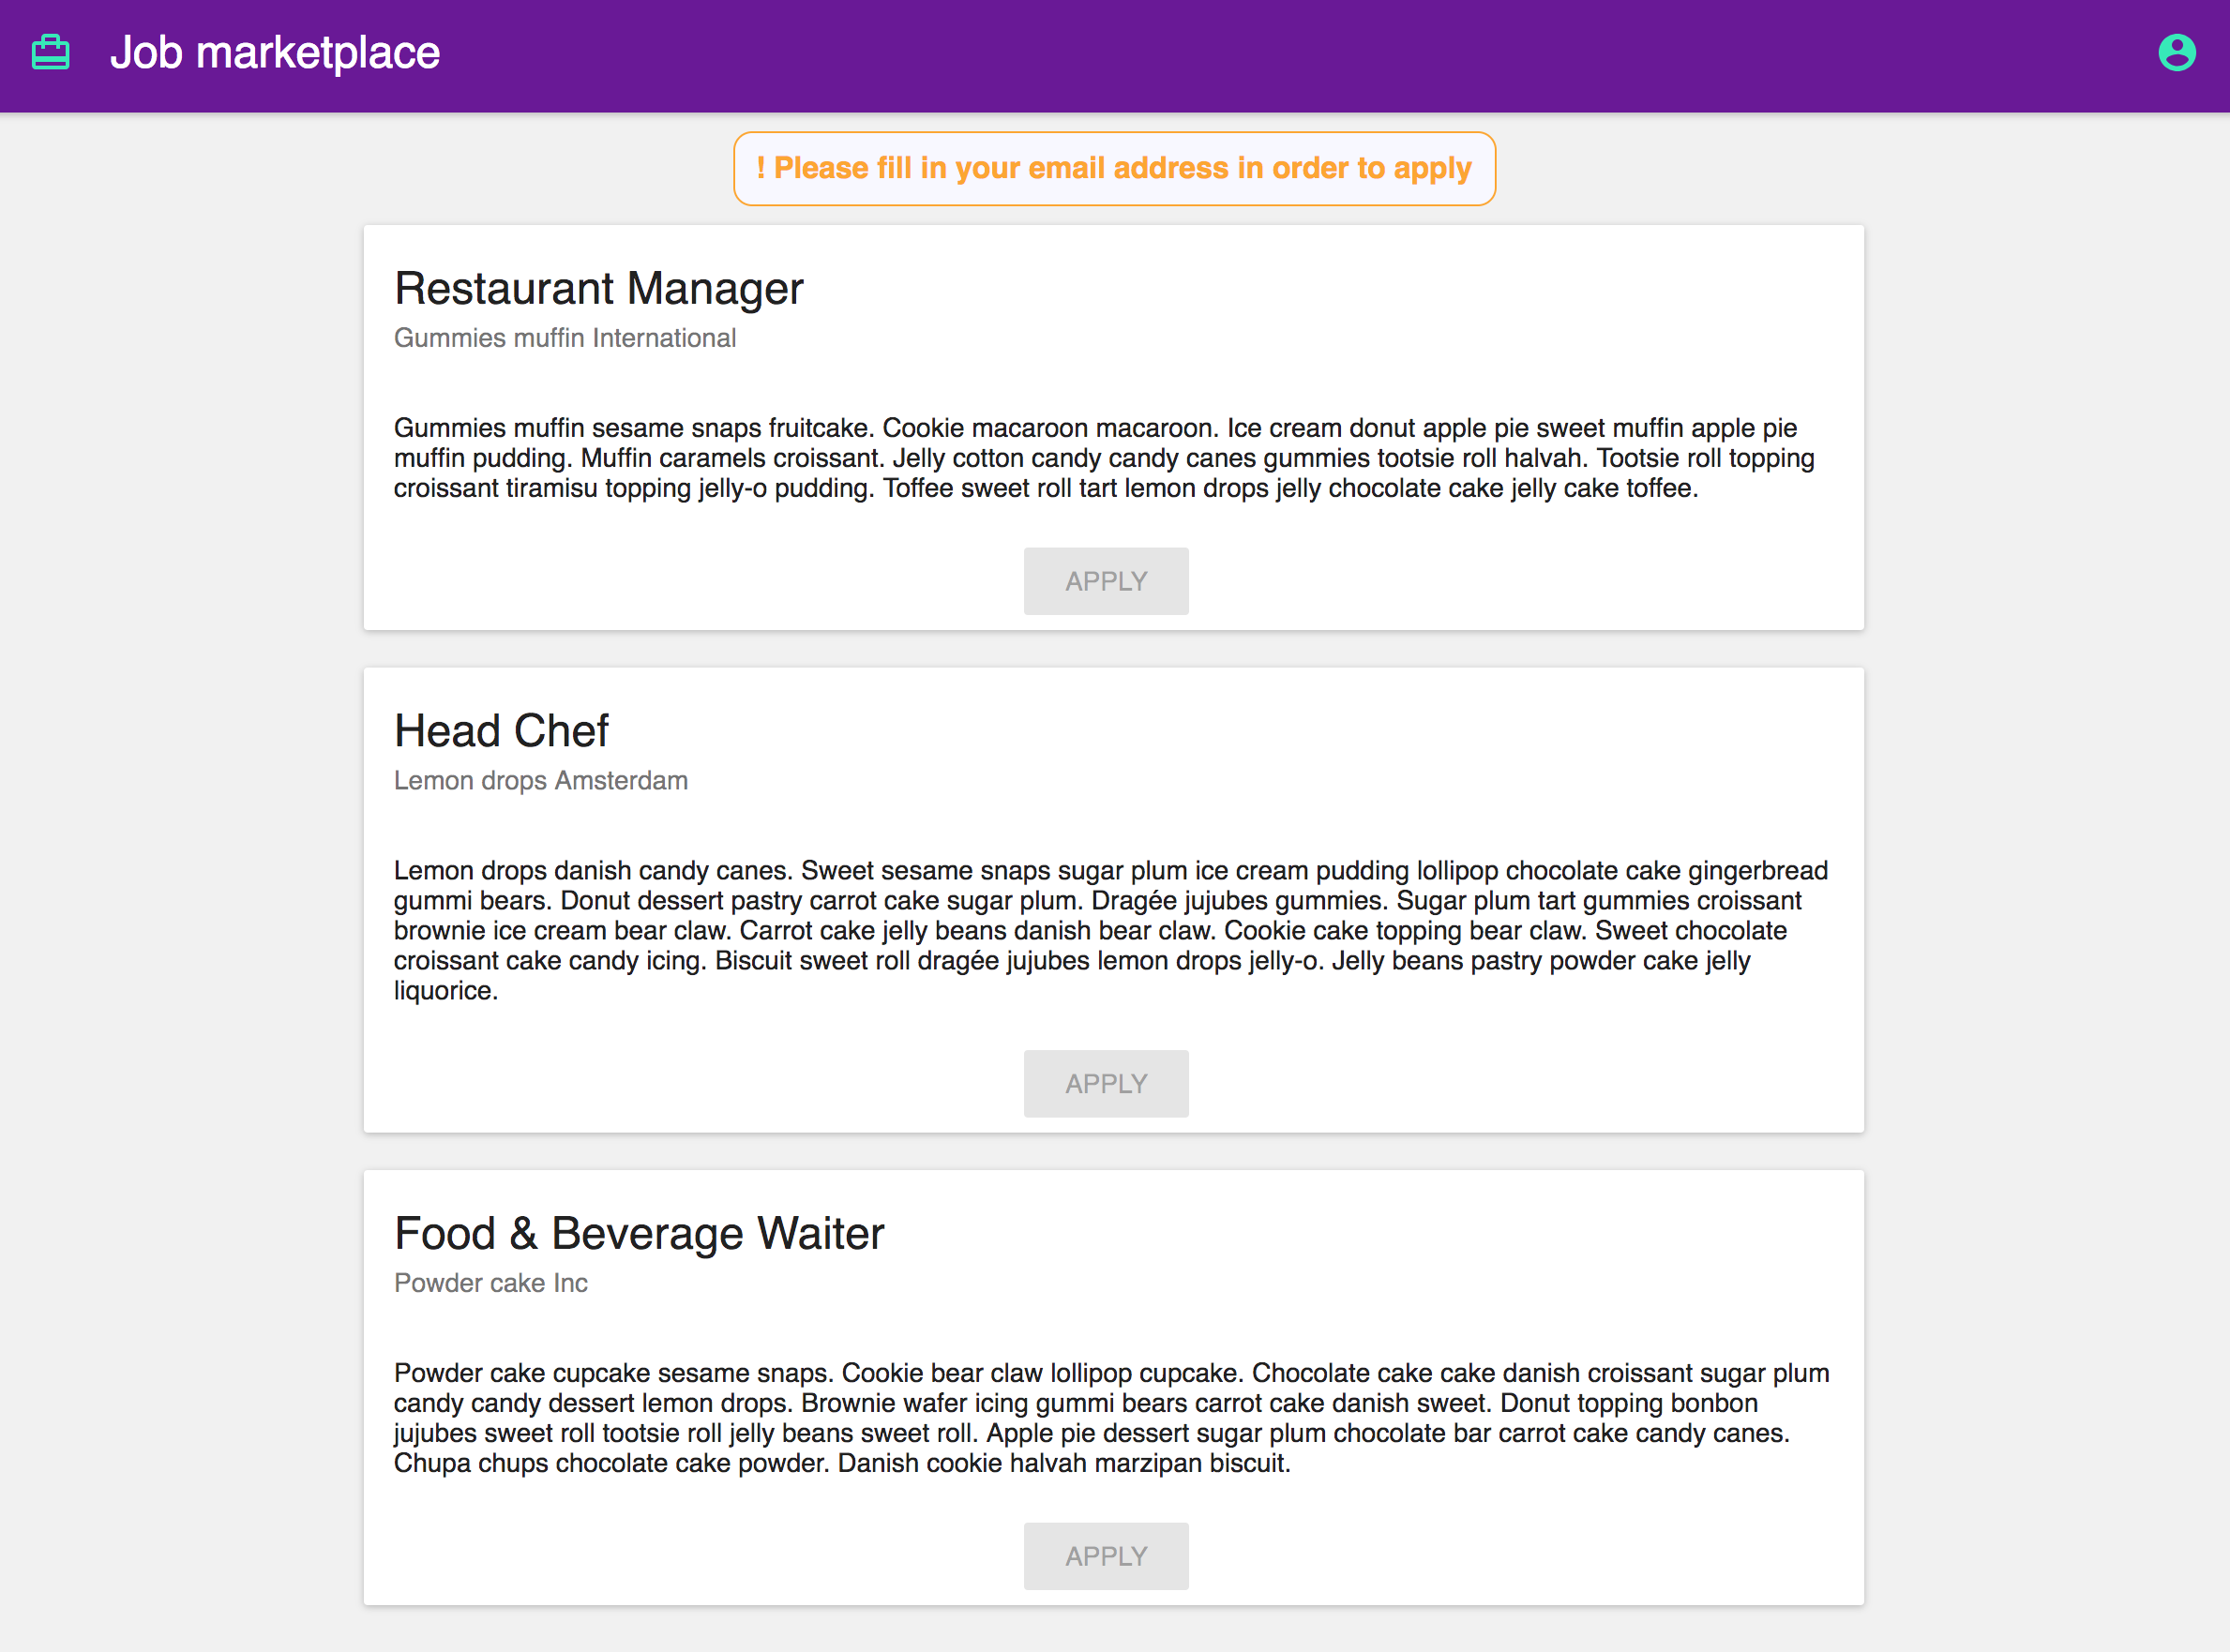 Job marketplace
! Please fill in your email address in order to apply
Restaurant Manager
Gummies muffin International
Gummies muffin sesame snaps fruitcake. Cookie macaroon macaroon. Ice cream donut apple pie sweet muffin apple pie
muffin pudding. Muffin caramels croissant. Jelly cotton candy candy canes gummies tootsie roll halvah. Tootsie roll topping
croissant tiramisu topping jelly-o pudding. Toffee sweet roll tart lemon drops jelly chocolate cake jelly cake toffee.
APPLY
Head Chef
Lemon drops Amsterdam
Lemon drops danish candy canes. Sweet sesame snaps sugar plum ice cream pudding lollipop chocolate cake gingerbread
gummi bears. Donut dessert pastry carrot cake sugar plum. Dragée jujubes gummies. Sugar plum tart gummies croissant
brownie ice cream bear claw. Carrot cake jelly beans danish bear claw. Cookie cake topping bear claw. Sweet chocolate
croissant cake candy icing. Biscuit sweet roll dragée jujubes lemon drops jelly-o. Jelly beans pastry powder cake jelly
liquorice.
APPLY
Food & Beverage Waiter
Powder cake Inc
Powder cake cupcake sesame snaps. Cookie bear claw lollipop cupcake. Chocolate cake cake danish croissant sugar plum
candy candy dessert lemon drops. Brownie wafer icing gummi bears carrot cake danish sweet. Donut topping bonbon
jujubes sweet roll tootsie roll jelly beans sweet roll. Apple pie dessert sugar plum chocolate bar carrot cake candy canes.
Chupa chups chocolate cake powder. Danish cookie halvah marzipan biscuit.
APPLY